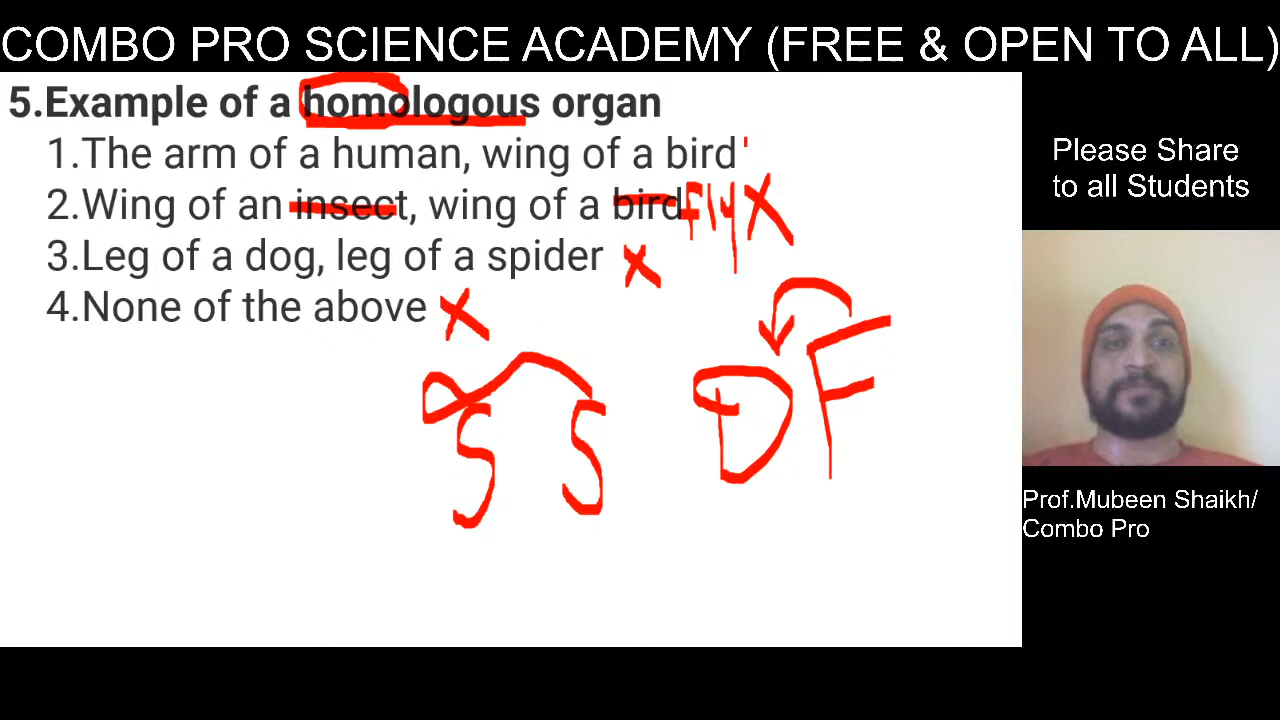 COMBO PRO SCIENCE ACADEMY (FREE & OPEN TO ALL)
5.Example of a homologous organ
1.The arm of a human, wing of a bird
2.Wing of an insect, wing of a bird fly X
3.Leg of a dog, leg of a spider X
4.None of the above X
S S D F
Please Share
to all Students
Prof.Mubeen Shaikh/
Combo Pro